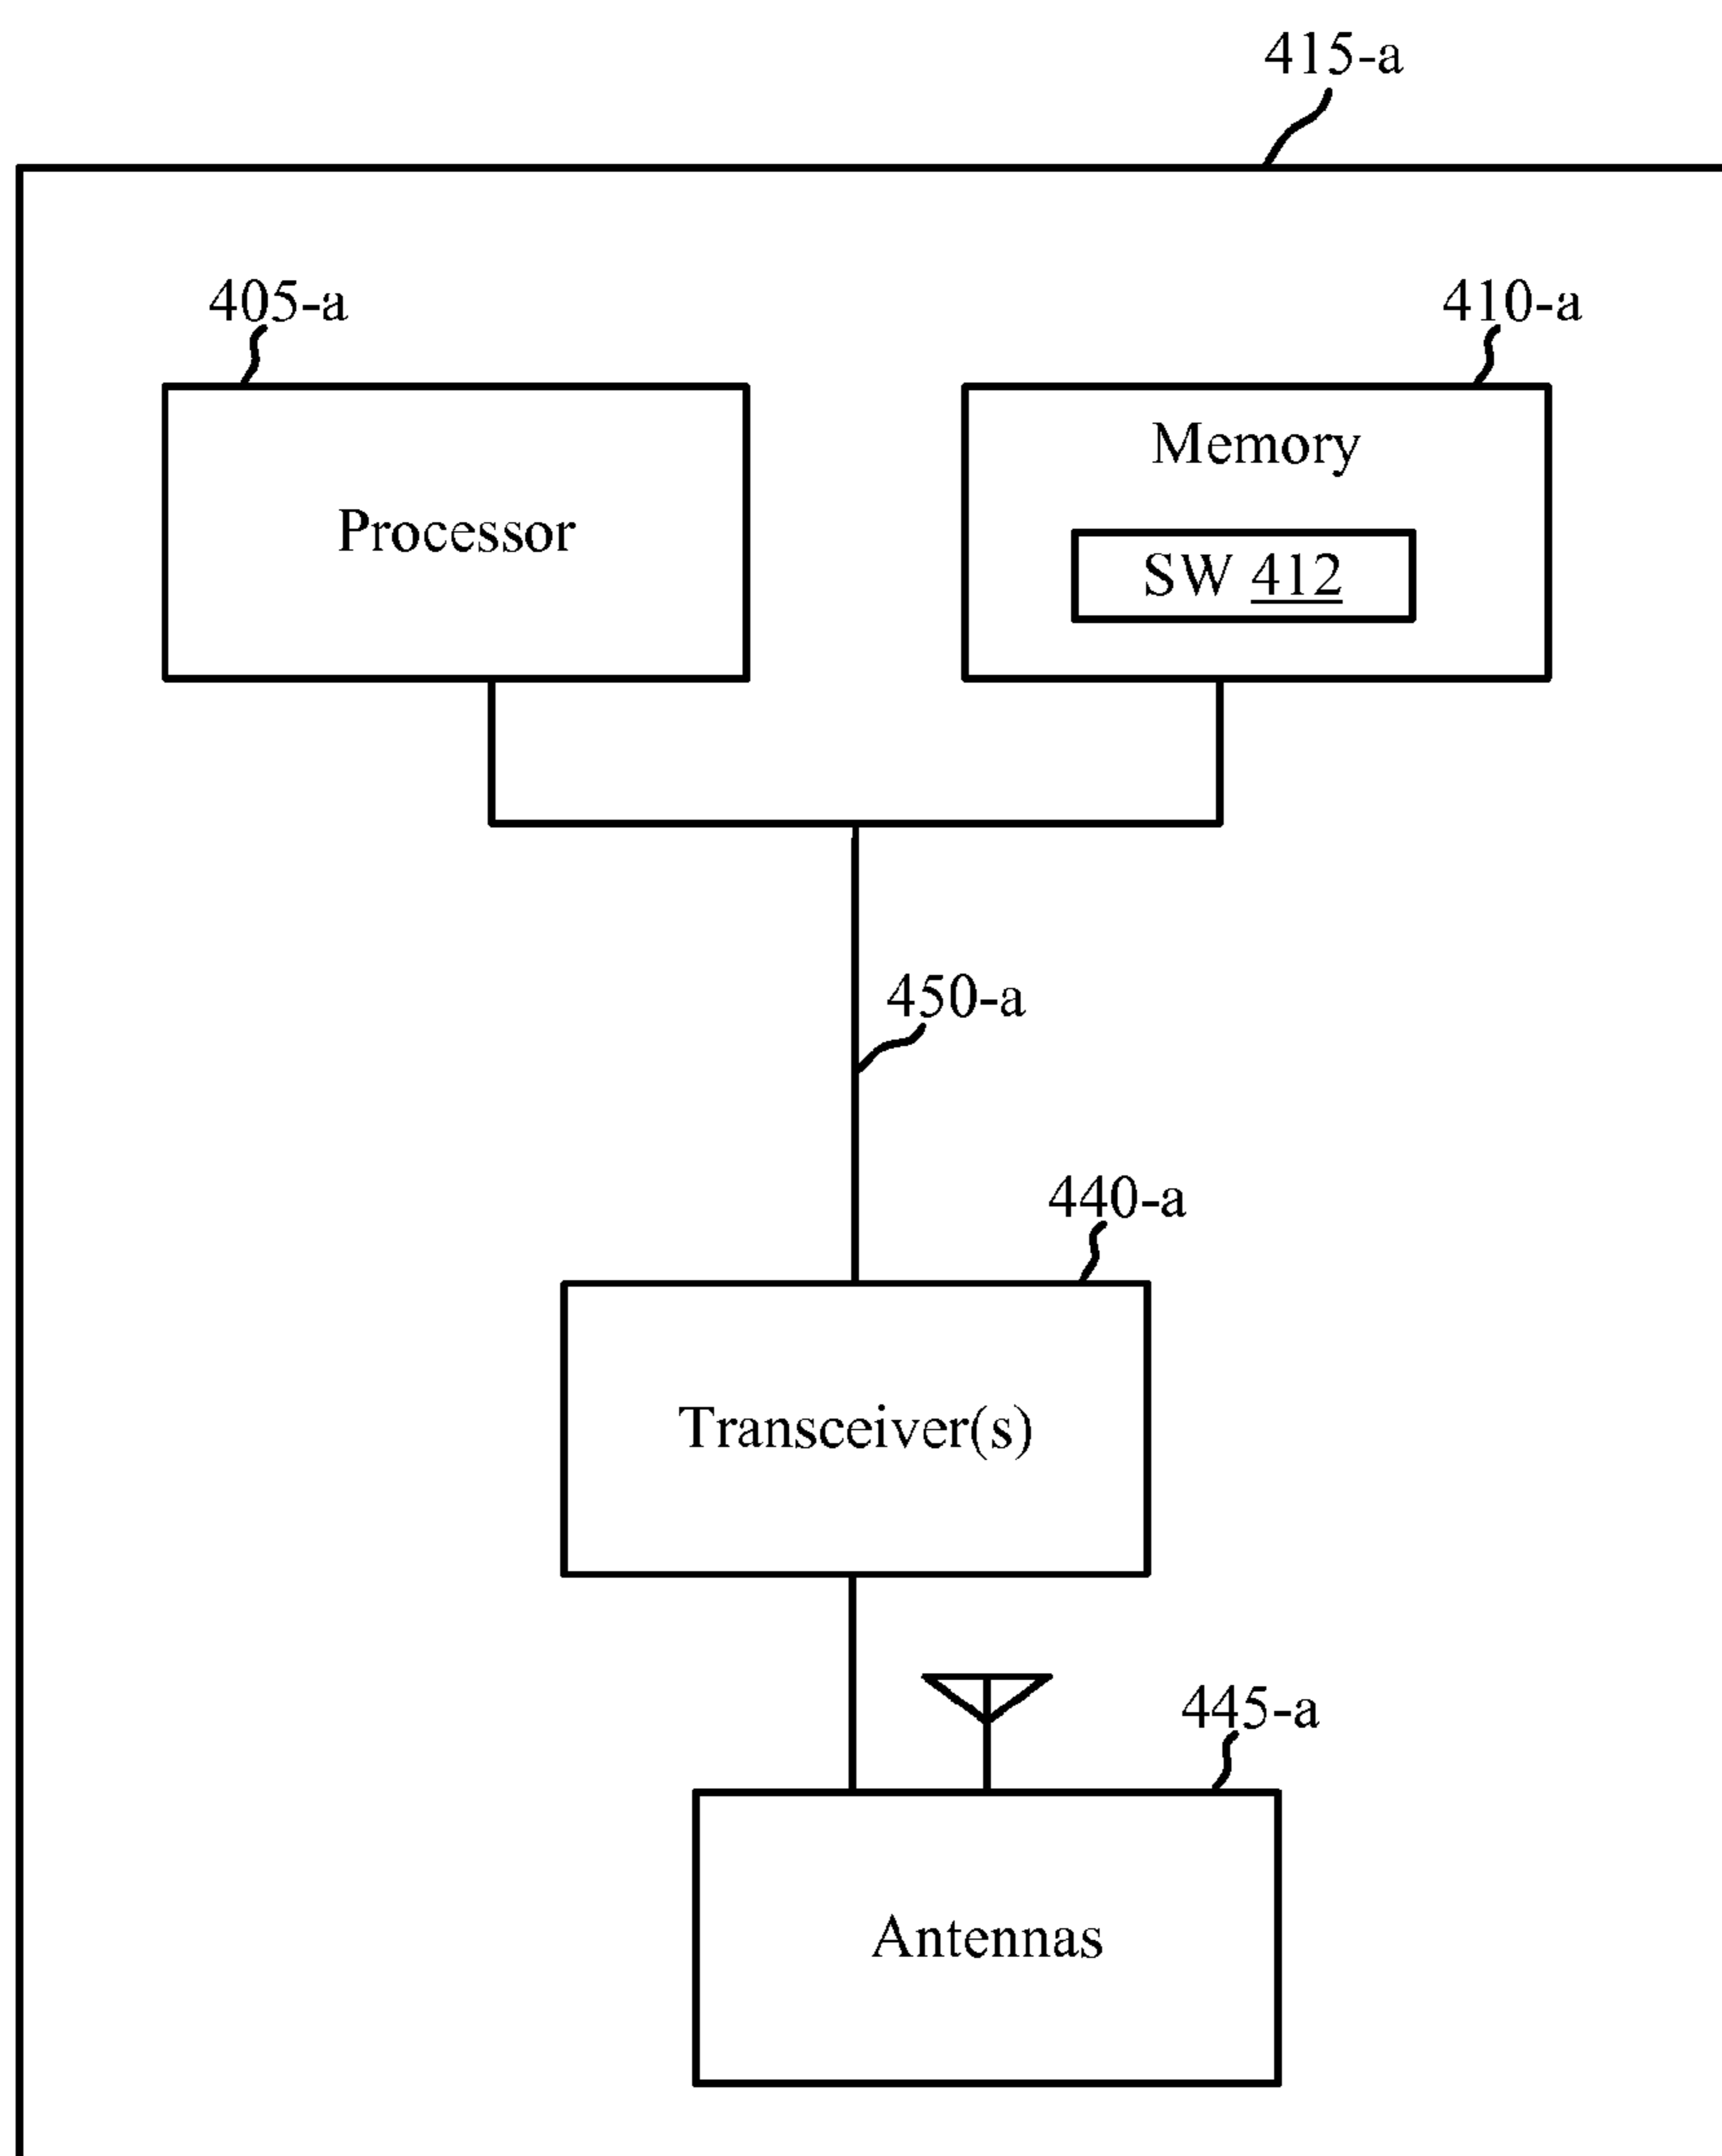 415-a
405-a
410-a
Processor
Memory
SW 412
450-a
440-a
Transceiver(s)
445-a
Antennas